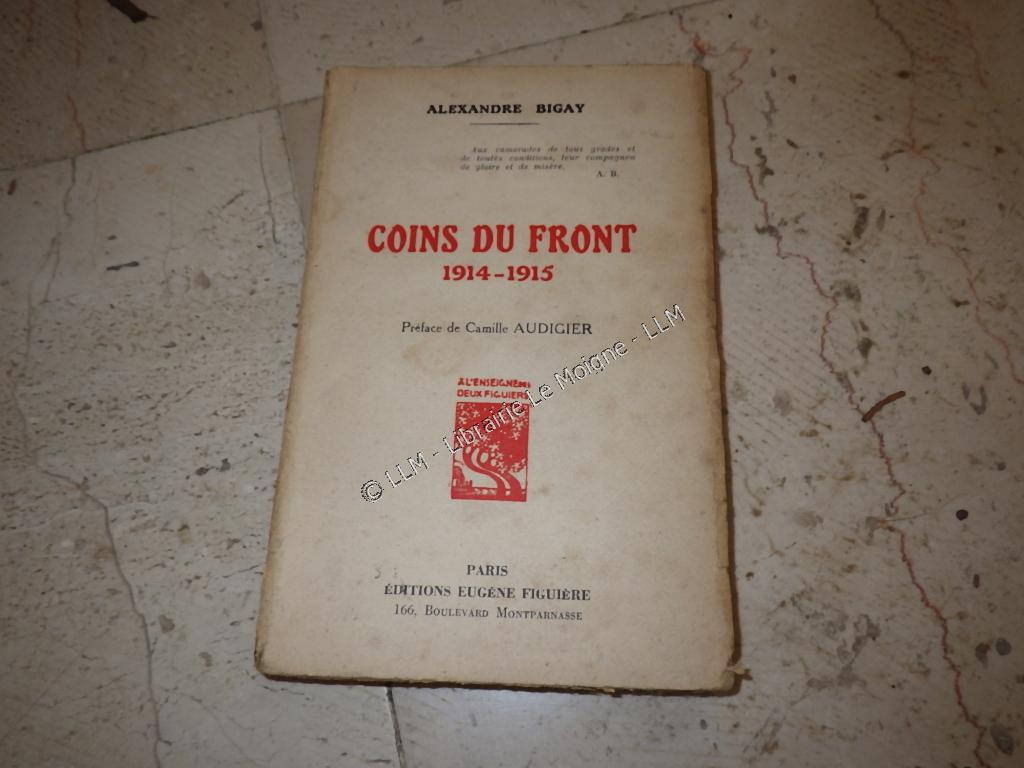 ALEXANDRE BIGAY
Aux camarades de tous grades et
de toutes conditions, leur compagnon
de gloire et de misère.
A. B.
COINS DU FRONT
1914-1915
Préface de Camille AUDIGIER
A L'ENSEIGNE DES
DEUX FIGUIERS
© LLM - Librairie Le Moigne - LLM
PARIS
ÉDITIONS EUGÈNE FIGUIÈRE
166, BOULEVARD MONTPARNASSE